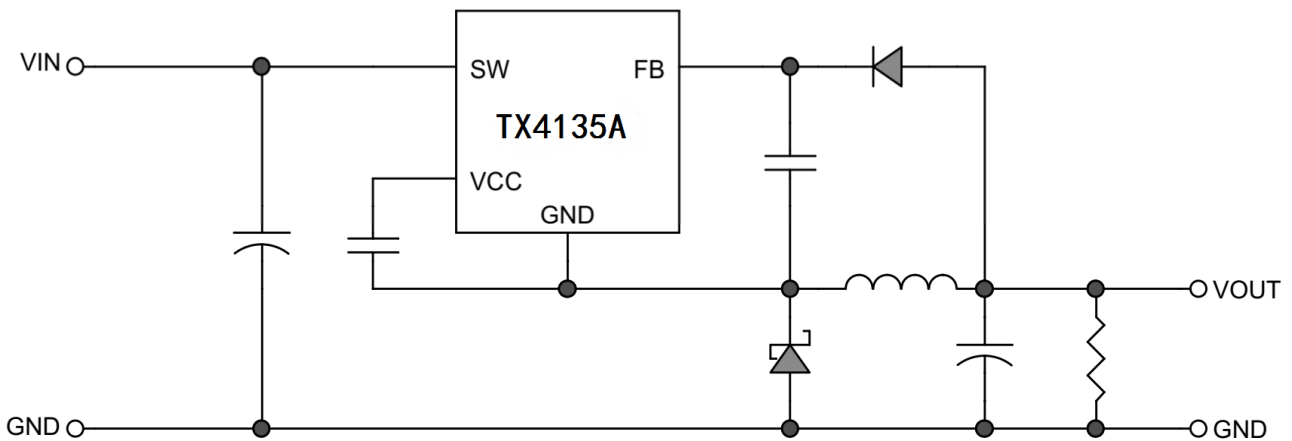 VIN
SW
FB
TX4135A
VCC
GND
VOUT
GND
GND